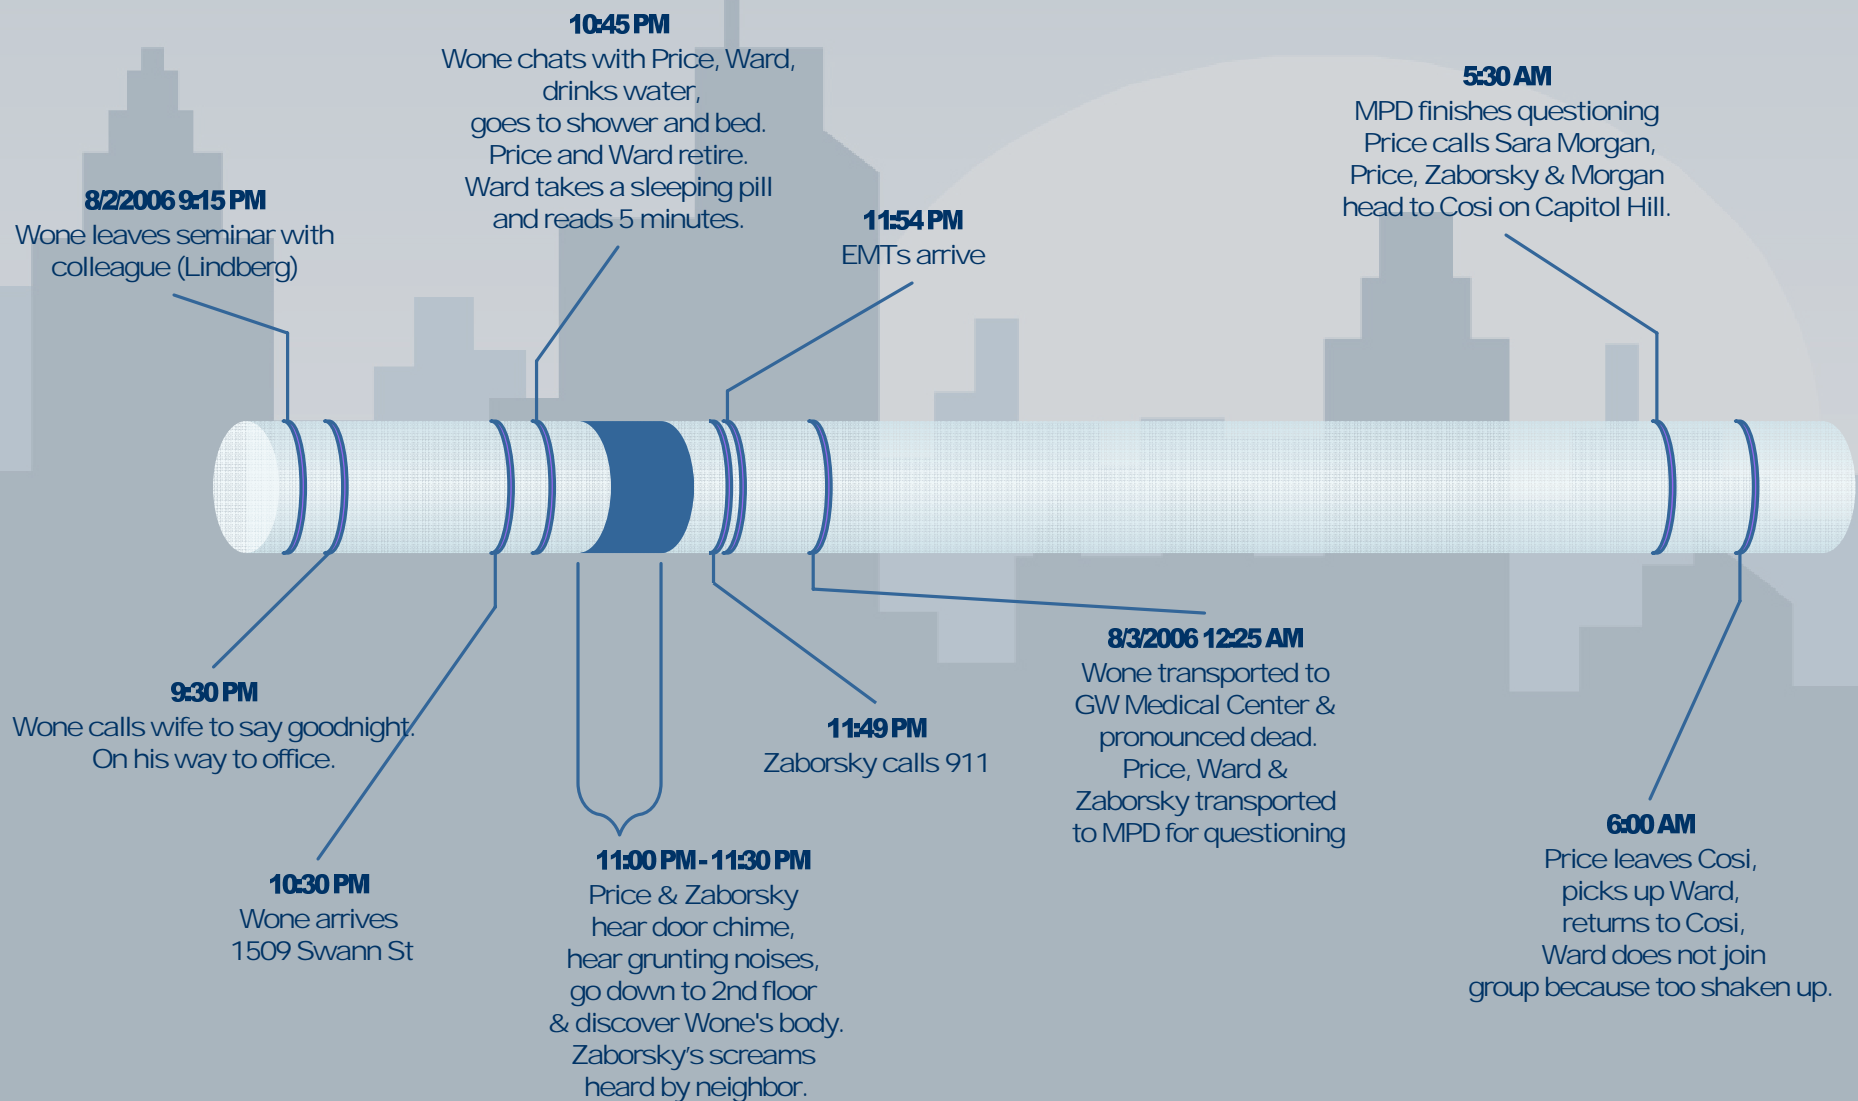 8/2/2006 9:15 PM
Wone leaves seminar with
colleague (Lindberg)
9:30 PM
Wone calls wife to say goodnight.
On his way to office.
10:30 PM
Wone arrives
1509 Swann St
10:45 PM
Wone chats with Price, Ward,
drinks water,
goes to shower and bed.
Price and Ward retire.
Ward takes a sleeping pill
and reads 5 minutes.
11:00 PM - 11:30 PM
Price & Zaborsky
hear door chime,
hear grunting noises,
go down to 2nd floor
& discover Wone's body.
Zaborsky's screams
heard by neighbor.
11:49 PM
Zaborsky calls 911
11:54 PM
EMTs arrive
8/3/2006 12:25 AM
Wone transported to
GW Medical Center &
pronounced dead.
Price, Ward &
Zaborsky transported
to MPD for questioning
5:30 AM
MPD finishes questioning
Price calls Sara Morgan,
Price, Zaborsky & Morgan
head to Cosi on Capitol Hill.
6:00 AM
Price leaves Cosi,
picks up Ward,
returns to Cosi,
Ward does not join
group because too shaken up.